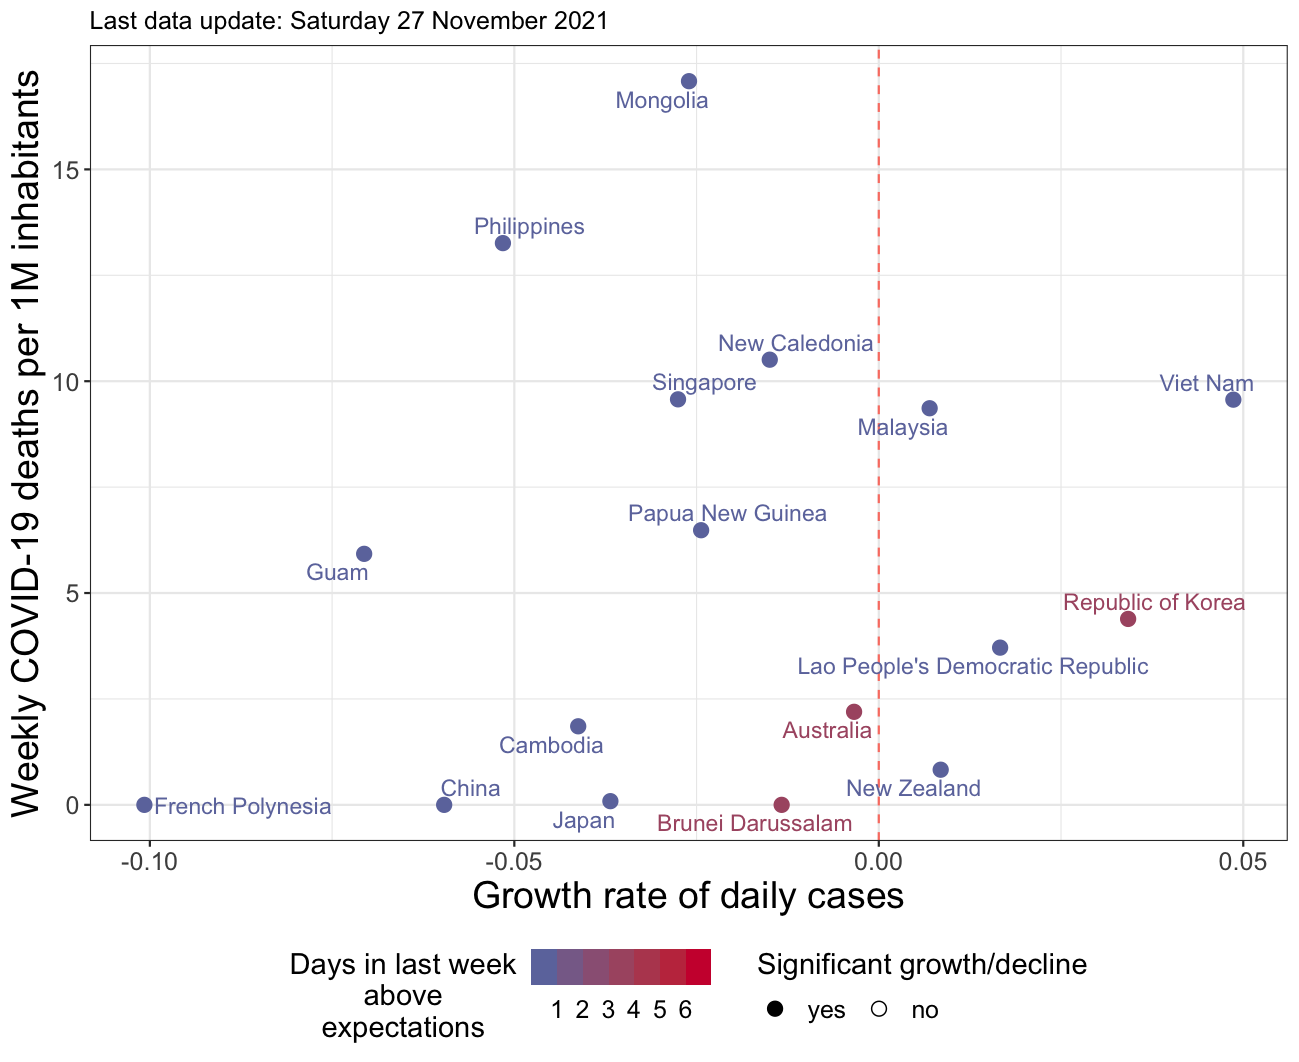 Last data update: Saturday 27 November 2021
Weekly COVID-19 deaths per 1M inhabitants
15
10
5
0
Mongolia
Philippines
New Caledonia
Singapore
Viet Nam
Malaysia
Papua New Guinea
Guam
Republic of Korea
Lao People's Democratic Republic
Australia
Cambodia
New Zealand
China
French Polynesia
Japan
Brunei Darussalam
-0.10 -0.05 0.00 0.05
Growth rate of daily cases
Days in last week
above
expectations
1 2 3 4 5 6
Significant growth/decline
yes no